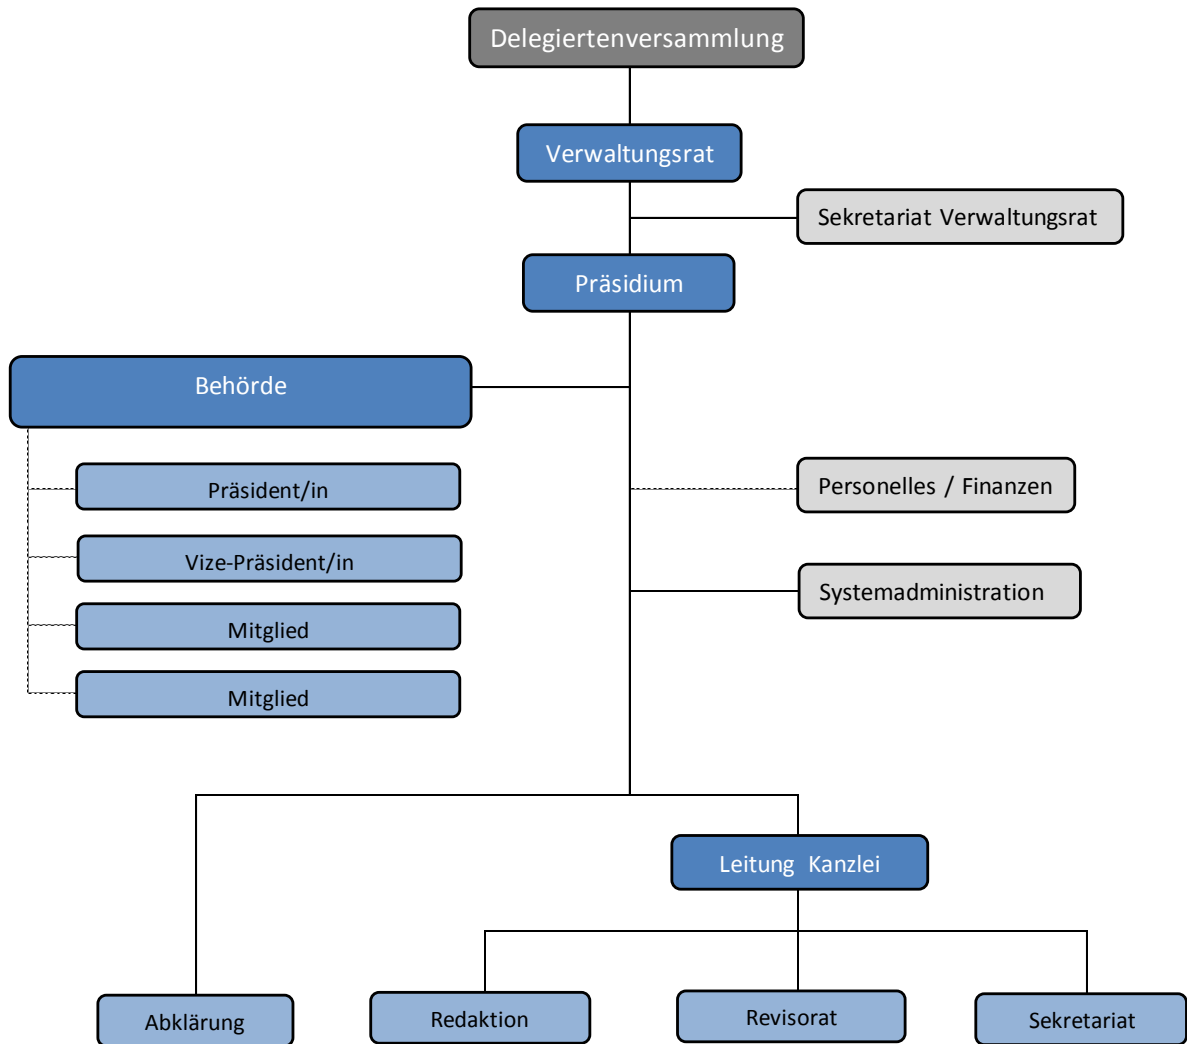 Delegiertenversammlung
Verwaltungsrat
Sekretariat Verwaltungsrat
Präsidium
Behörde
Präsident/in
Personelles / Finanzen
Vize-Präsident/in
Systemadministration
Mitglied
Mitglied
Leitung Kanzlei
Abklärung
Redaktion
Revisorat
Sekretariat